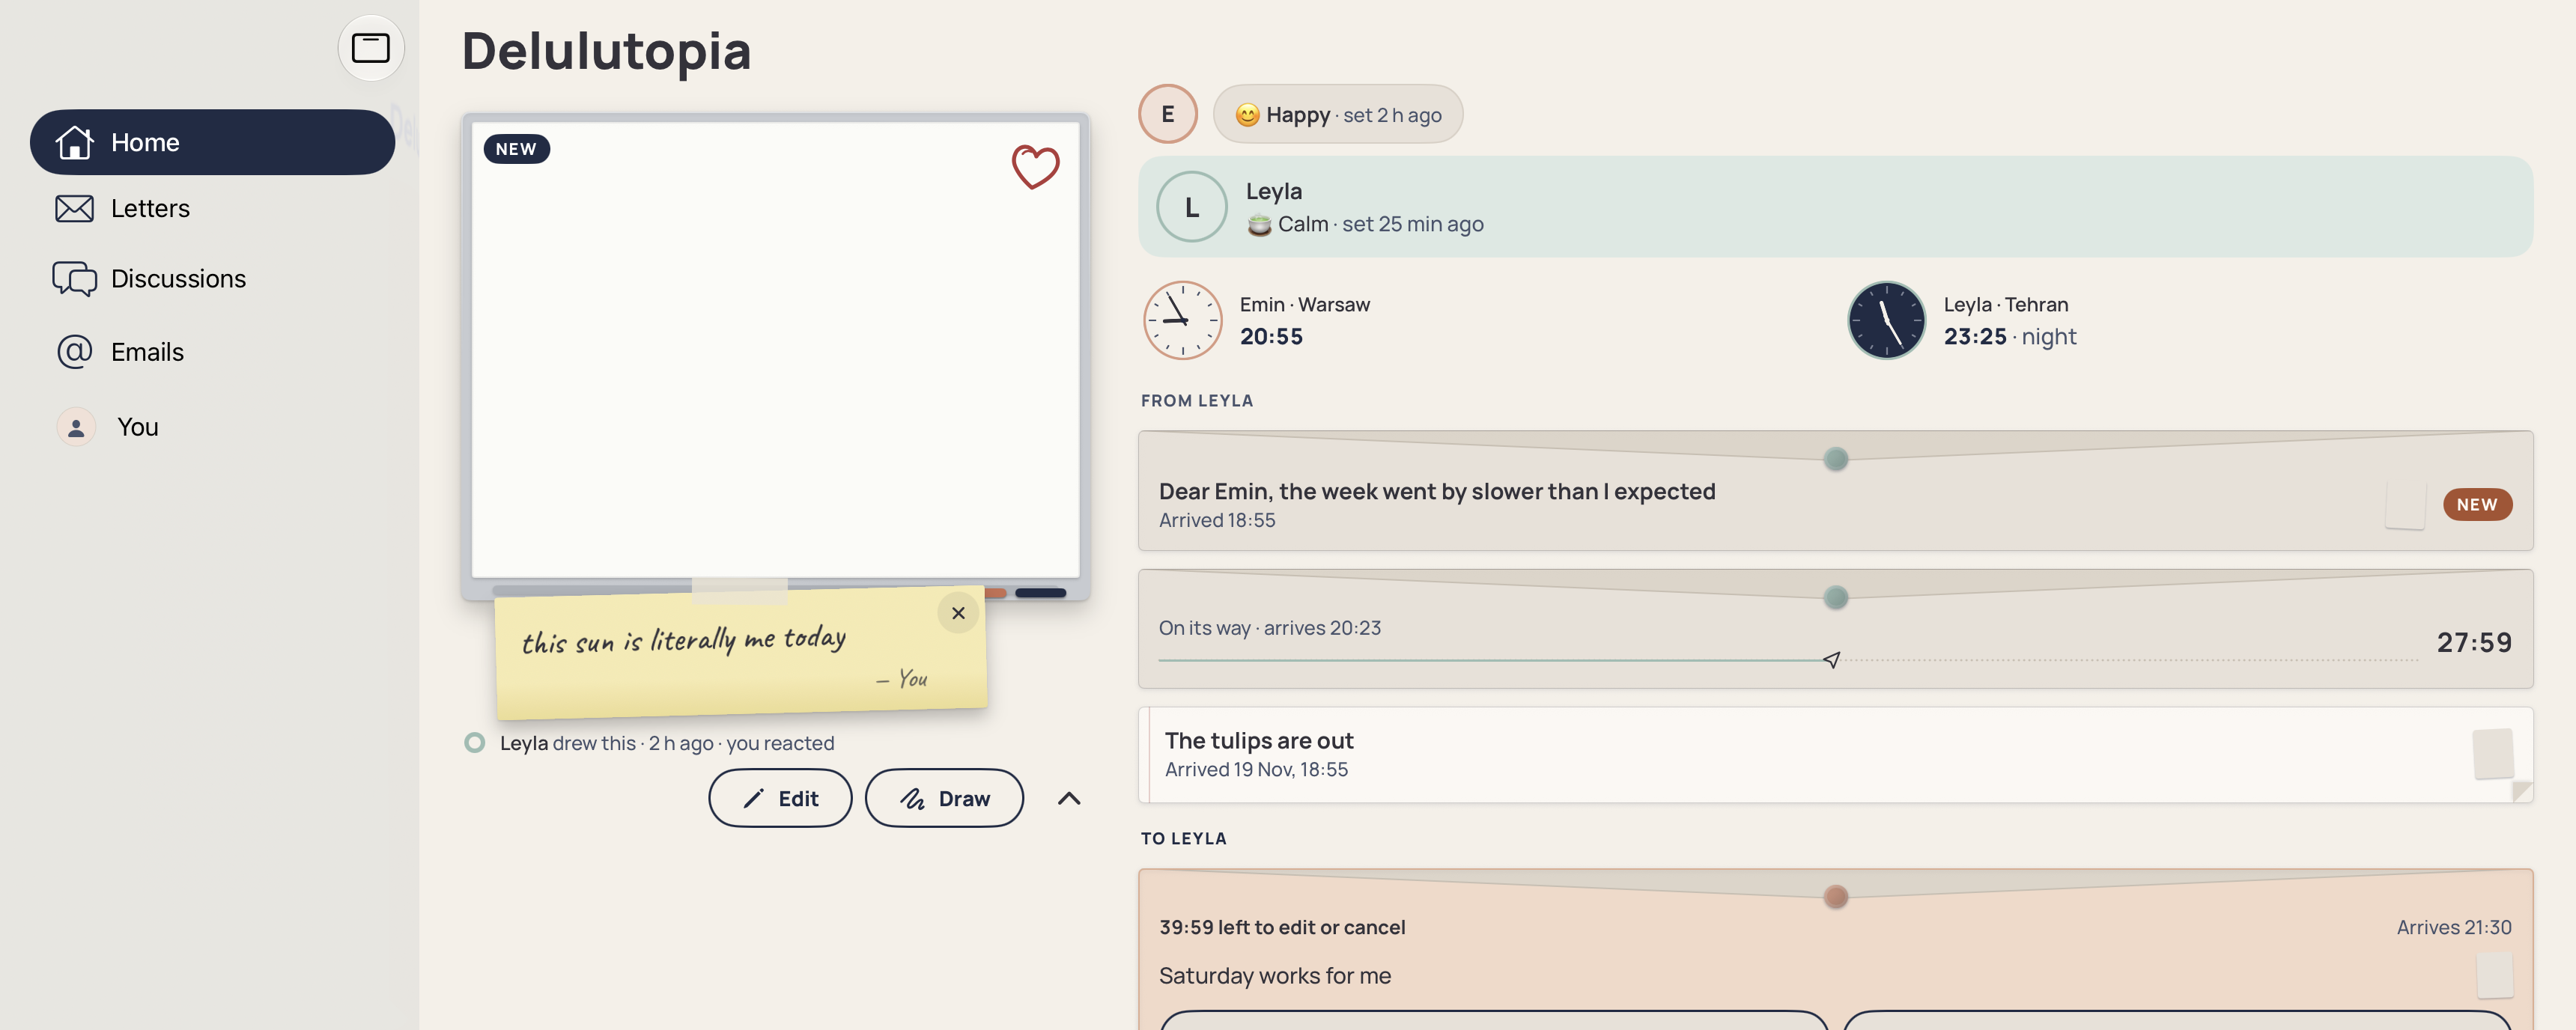 Delulutopia
Home
Letters
Discussions
@ Emails
You
NEW
this sun is literally me today
– You
Leyla drew this · 2 h ago · you reacted
Edit
Draw
E
😊 Happy · set 2 h ago
L
Leyla
🍵 Calm · set 25 min ago
Emin · Warsaw
20:55
Leyla · Tehran
23:25 · night
FROM LEYLA
Dear Emin, the week went by slower than I expected
Arrived 18:55
NEW
On its way · arrives 20:23
27:59
The tulips are out
Arrived 19 Nov, 18:55
TO LEYLA
39:59 left to edit or cancel
Arrives 21:30
Saturday works for me